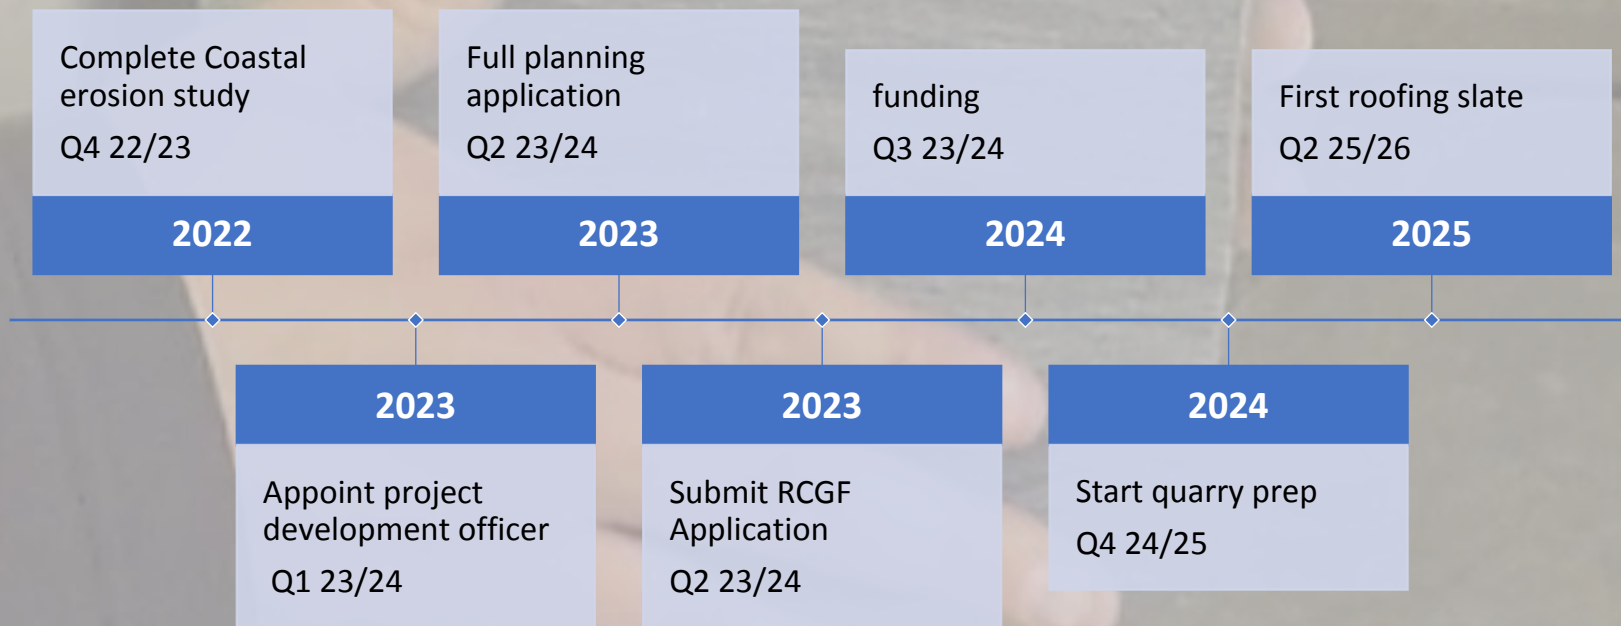 Complete Coastal
erosion study
Q4 22/23
2022
2023
Appoint project
development officer
Q1 23/24
Full planning
application
Q2 23/24
2023
2023
Submit RCGF
Application
Q2 23/24
funding
Q3 23/24
2024
2024
Start quarry prep
Q4 24/25
First roofing slate
Q2 25/26
2025